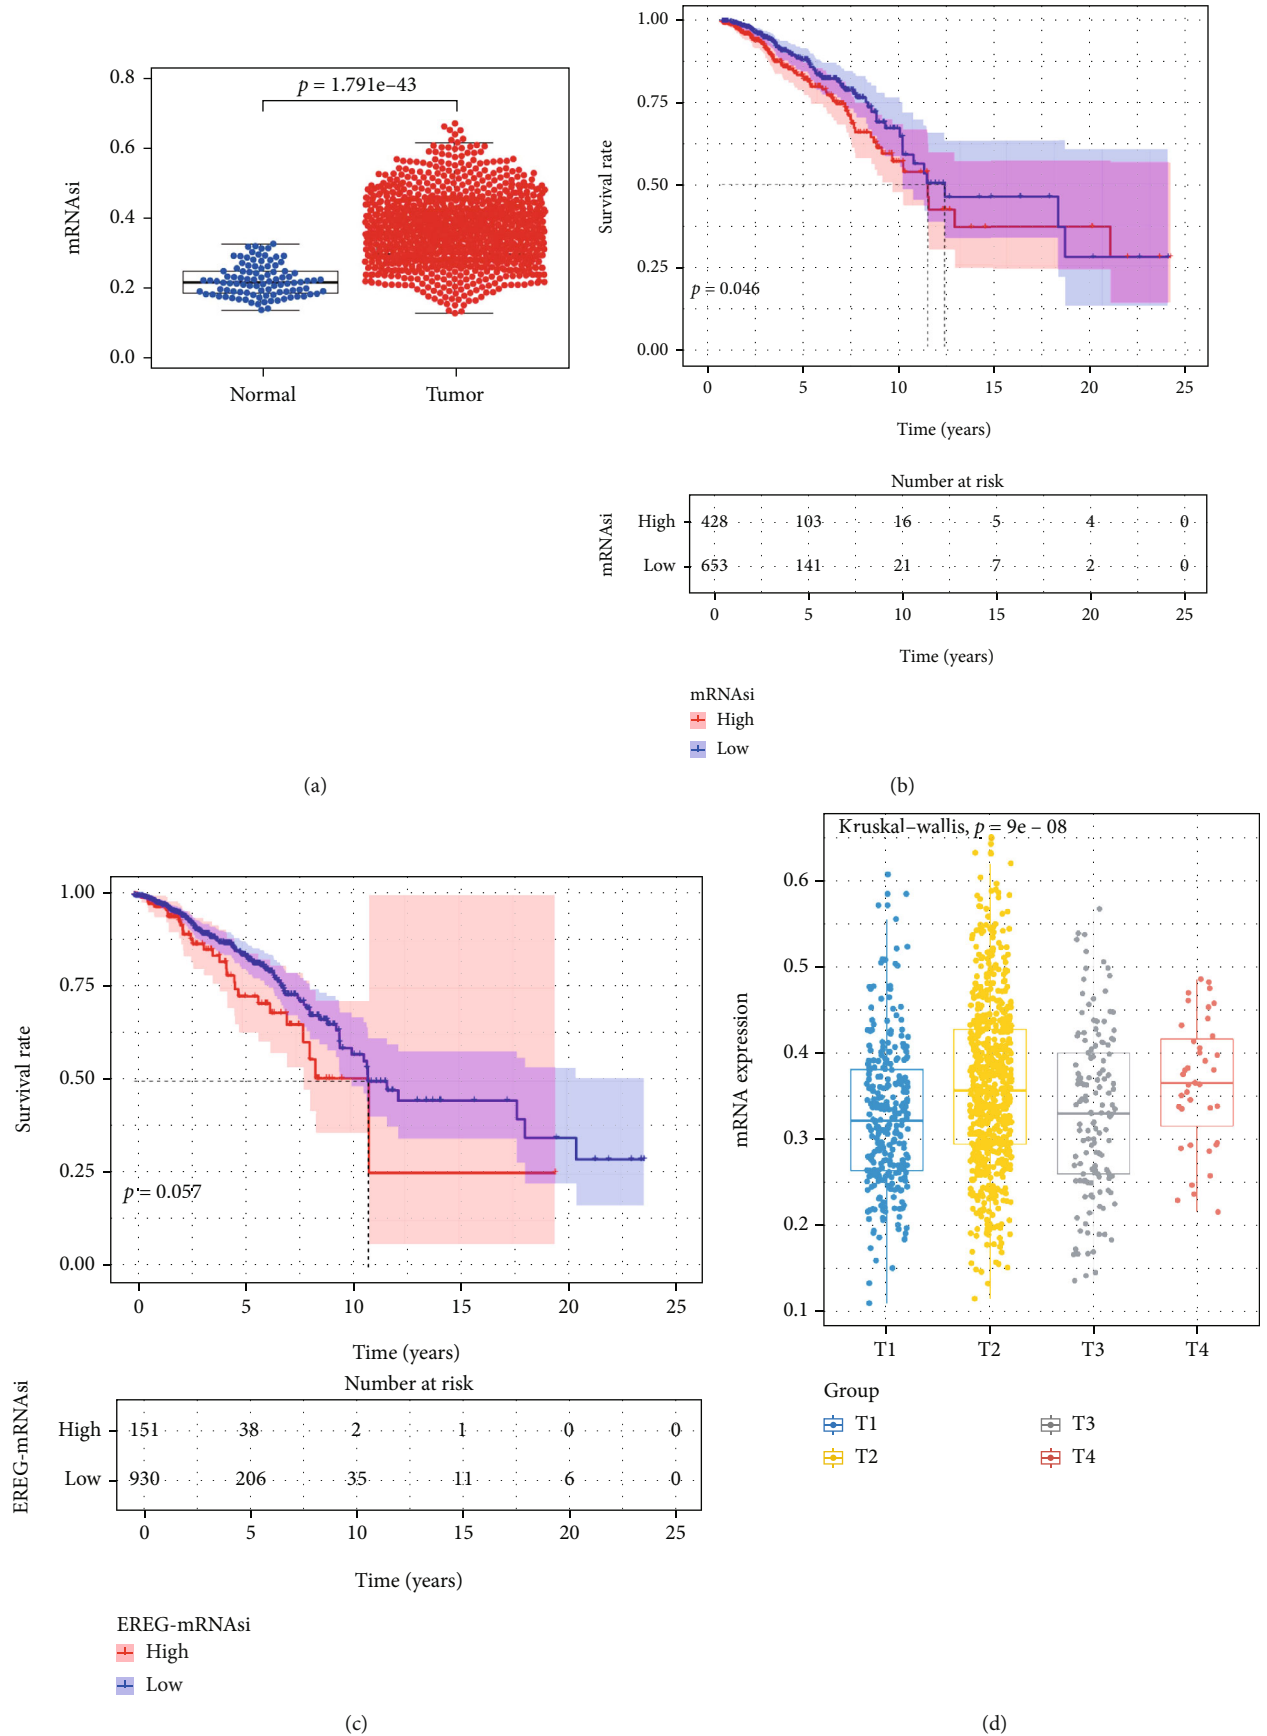 p = 1.791e–43
0.8
0.6
0.4
0.2
0.0
mRNAsi
Normal Tumor
(a)
1.00
0.75
0.50
0.25
0.00
Survival rate
p = 0.046
0 5 10 15 20 25
Time (years)
Number at risk
mRNAsi
High 428 103 16 5 4 0
Low 653 141 21 7 2 0
0 5 10 15 20 25
Time (years)
mRNAsi
High
Low
(b)
1.00
0.75
0.50
0.25
0.00
Survival rate
p = 0.057
0 5 10 15 20 25
Time (years)
Number at risk
EREG-mRNAsi
High 151 38 2 1 0 0
Low 930 206 35 11 6 0
0 5 10 15 20 25
Time (years)
EREG-mRNAsi
High
Low
(c)
Kruskal–wallis, p = 9e – 08
0.6
0.5
0.4
0.3
0.2
0.1
mRNA expression
T1 T2 T3 T4
Group
T1 T3
T2 T4
(d)